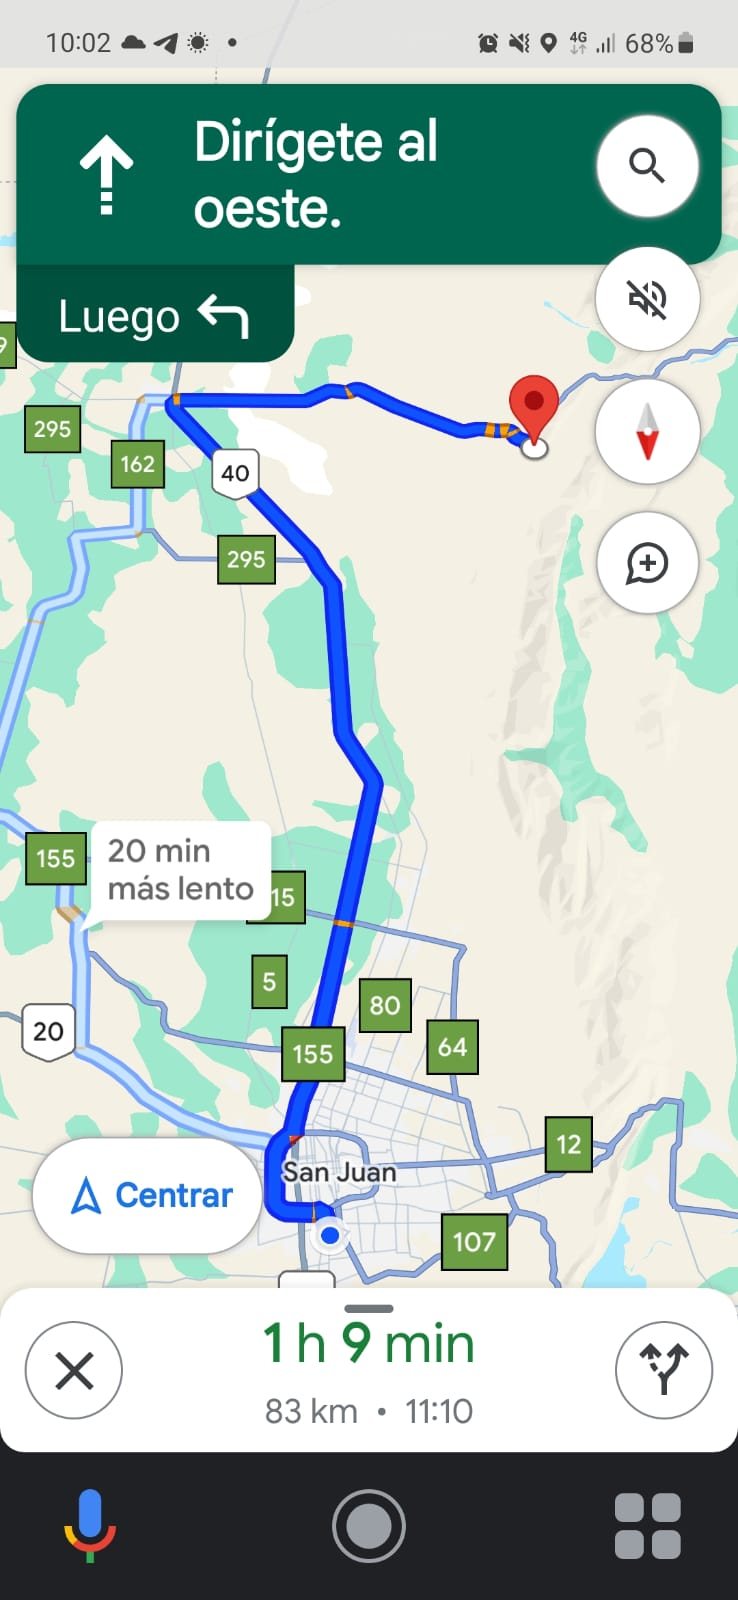 10:02
4G
68%
Dirígete al
oeste.
Luego
9
295
162
40
295
155
20 min
más lento
15
5
80
20
155
64
12
San Juan
Centrar
107
1 h 9 min
83 km • 11:10